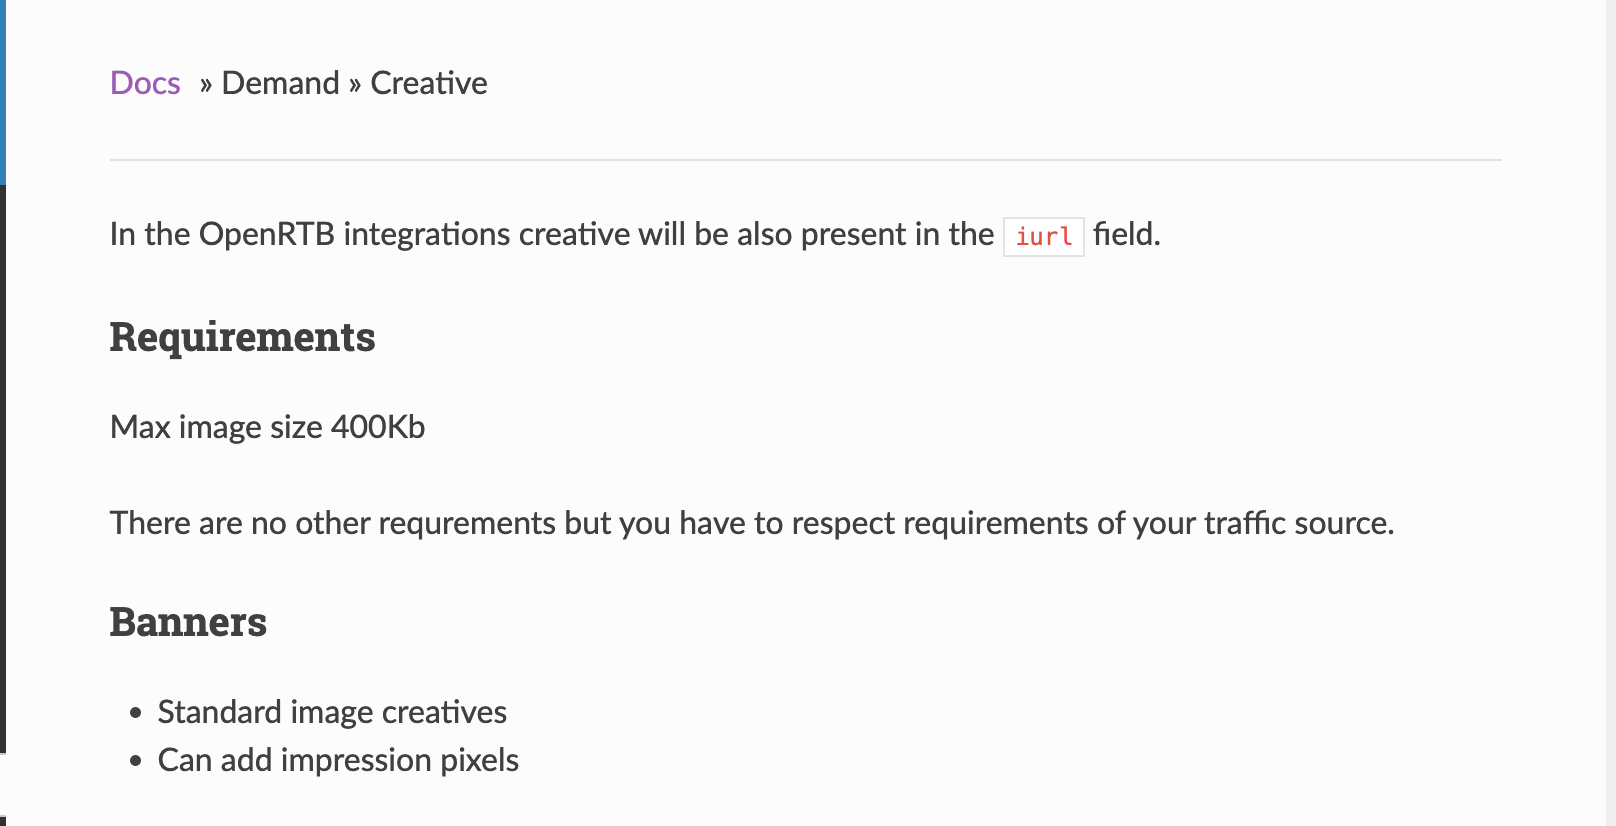 Docs » Demand » Creative
In the OpenRTB integrations creative will be also present in the iurl field.
Requirements
Max image size 400Kb
There are no other requrements but you have to respect requirements of your traffic source.
Banners
• Standard image creatives
• Can add impression pixels